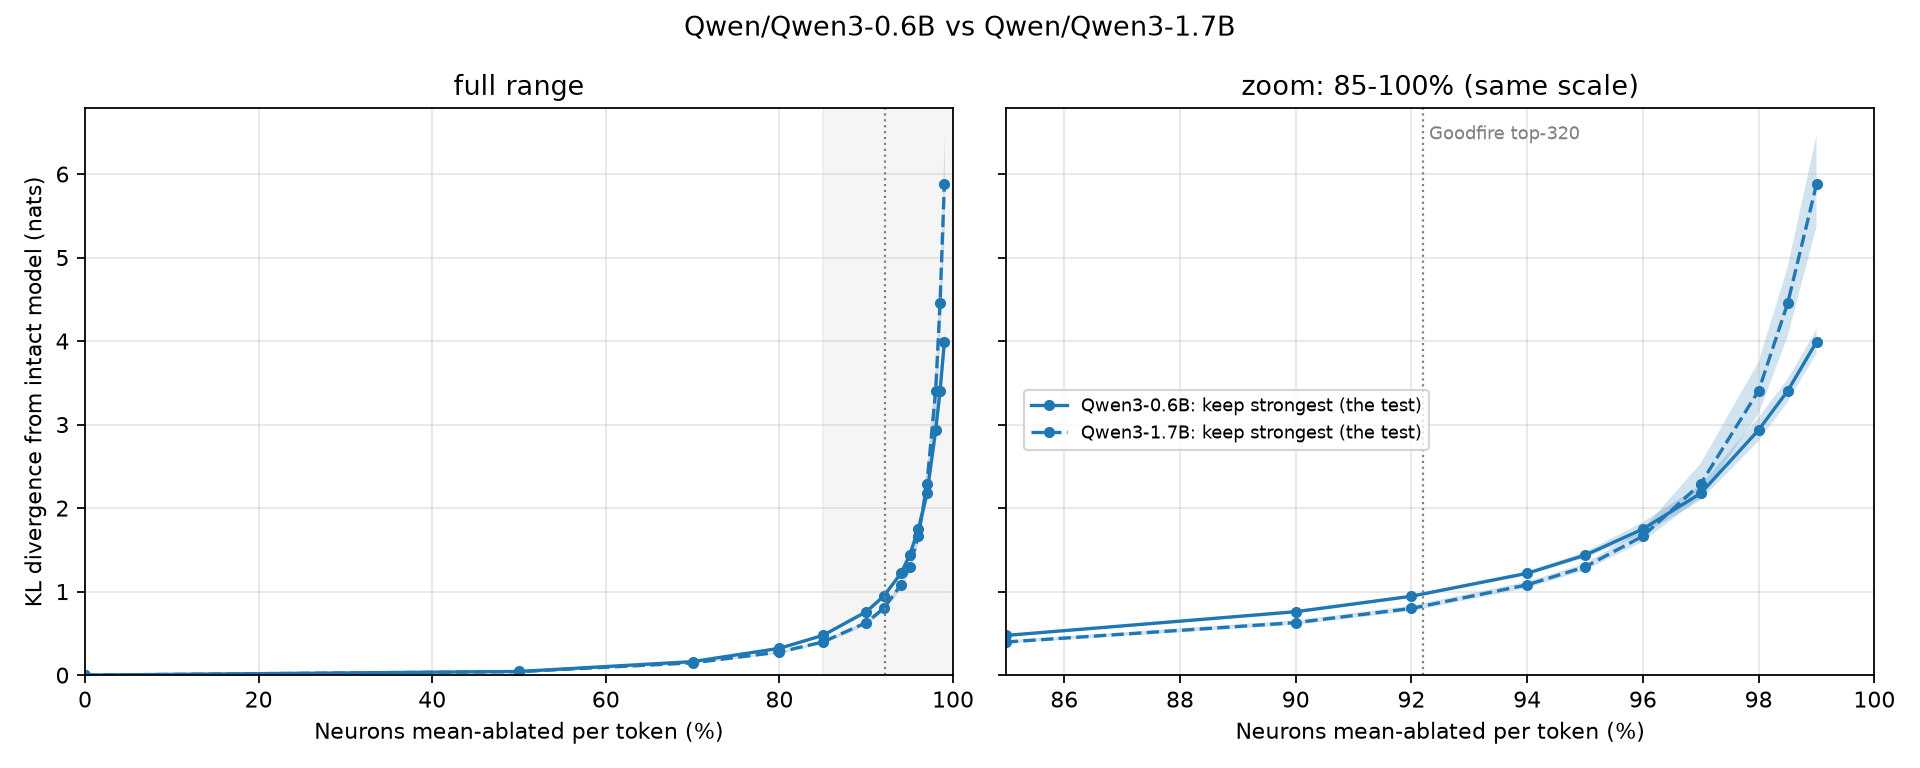 Qwen/Qwen3-0.6B vs Qwen/Qwen3-1.7B
full range
KL divergence from intact model (nats)
6
5
4
3
2
1
0
0 20 40 60 80 100
Neurons mean-ablated per token (%)
zoom: 85-100% (same scale)
Goodfire top-320
Qwen3-0.6B: keep strongest (the test)
Qwen3-1.7B: keep strongest (the test)
86 88 90 92 94 96 98 100
Neurons mean-ablated per token (%)